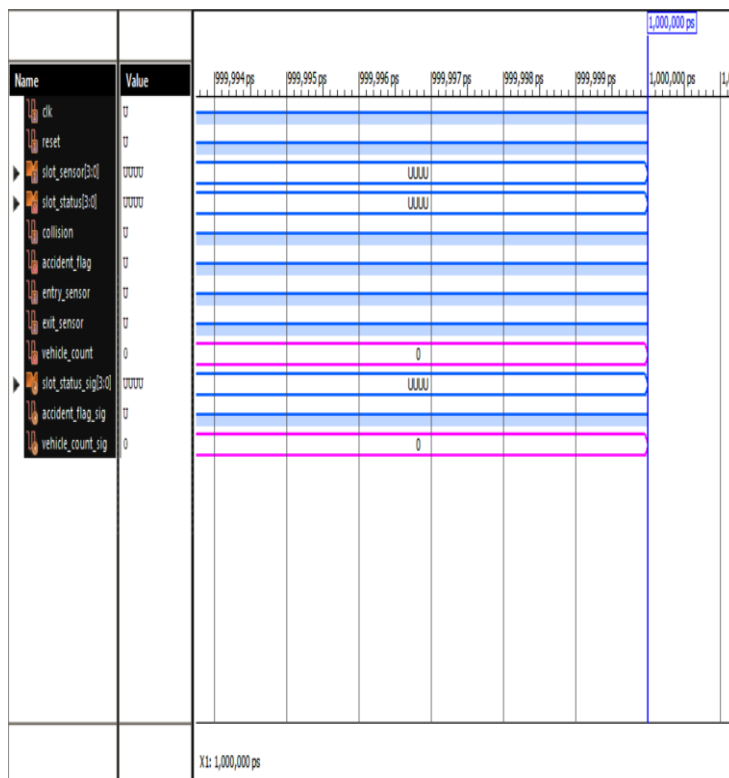 1,000,000 ps
Name Value
999,994 ps 999,995 ps 999,996 ps 999,997 ps 999,998 ps 999,999 ps 1,000,000 ps
clk U
reset U
slot_sensor[3:0] UUUU UUUU
slot_status[3:0] UUUU UUUU
collision U
accident_flag U
entry_sensor U
exit_sensor U
vehicle_count 0 0
slot_status_sig[3:0] UUUU UUUU
accident_flag_sig U
vehicle_count_sig 0 0
X1: 1,000,000 ps